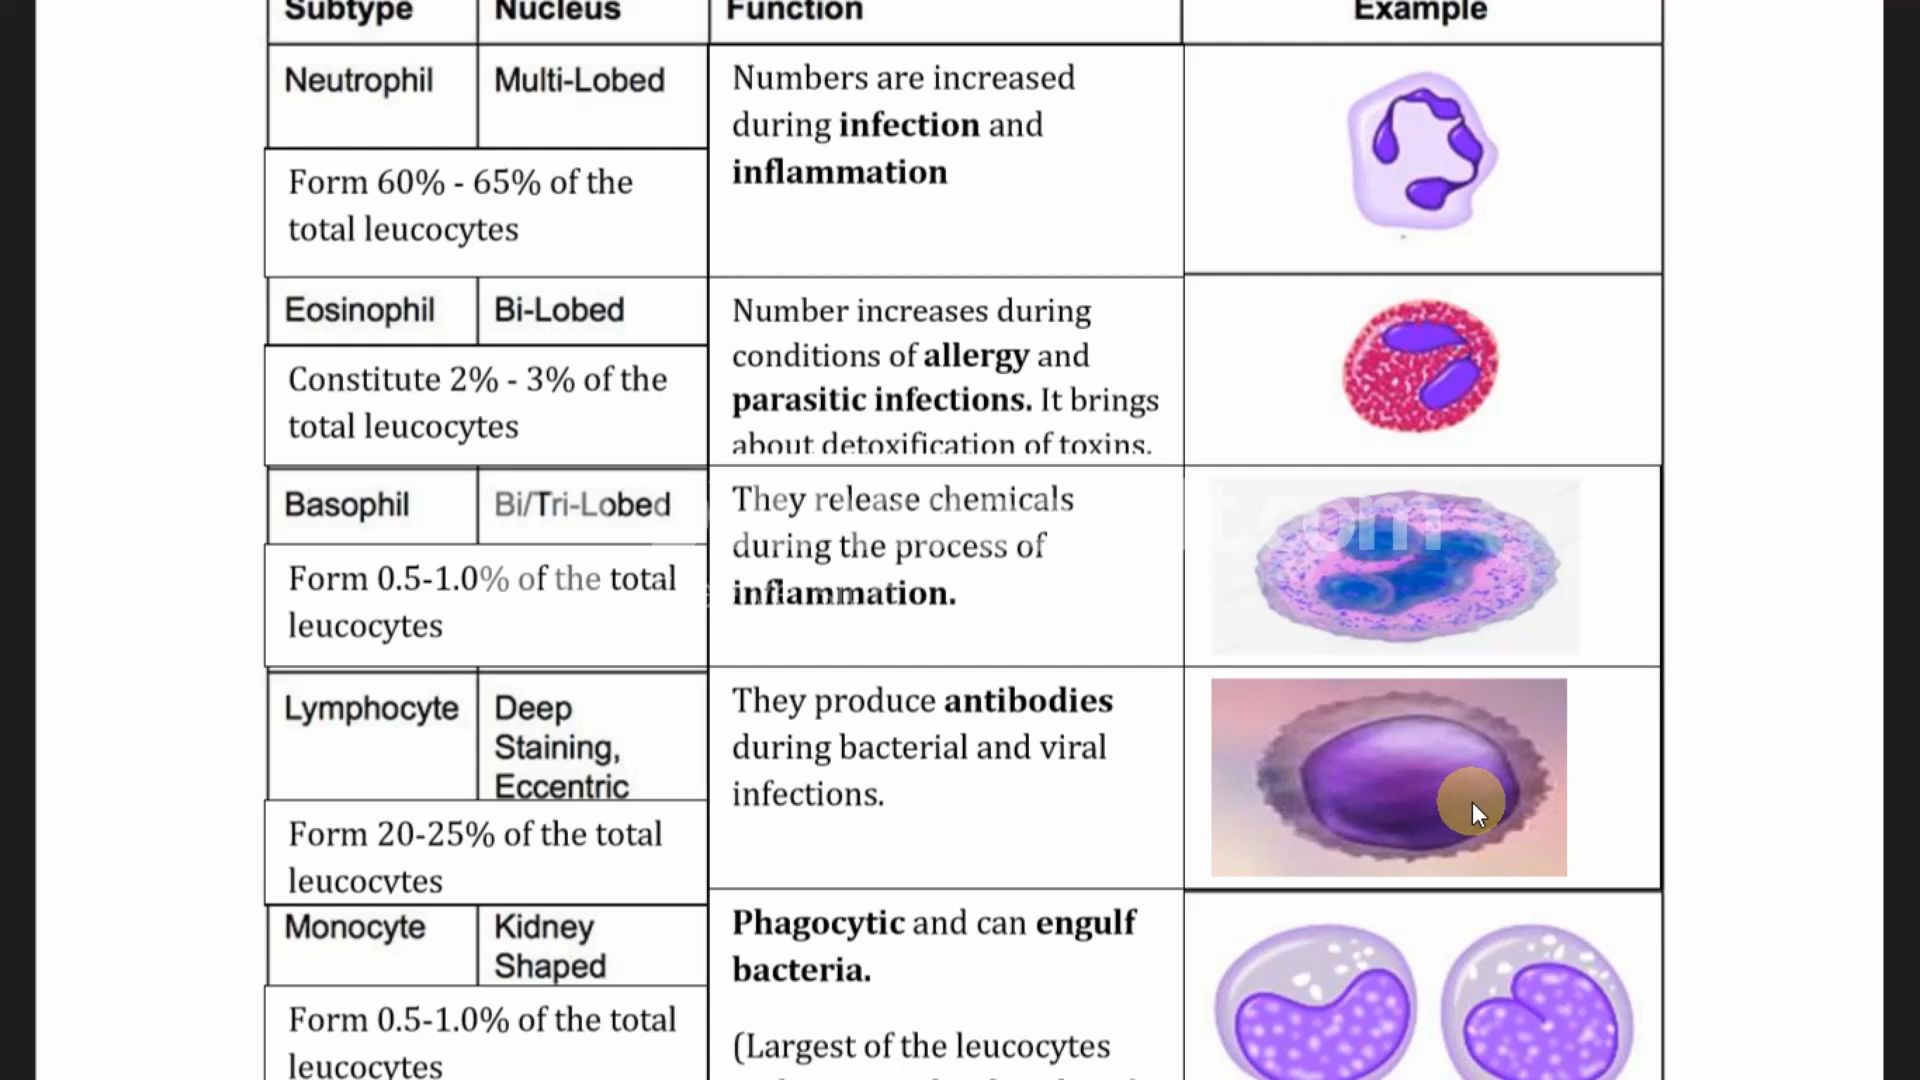 Subtype Nucleus Function Example
Neutrophil Multi-Lobed
Numbers are increased
during infection and
inflammation
Form 60% - 65% of the
total leucocytes
Eosinophil Bi-Lobed
Number increases during
conditions of allergy and
parasitic infections. It brings
about detoxification of toxins.
Constitute 2% - 3% of the
total leucocytes
Basophil Bi/Tri-Lobed
They release chemicals
during the process of
inflammation.
Form 0.5-1.0% of the total
leucocytes
t.com
Lymphocyte Deep
Staining,
Eccentric
They produce antibodies
during bacterial and viral
infections.
Form 20-25% of the total
leucocytes
Monocyte Kidney
Shaped
Phagocytic and can engulf
bacteria.
(Largest of the leucocytes
Form 0.5-1.0% of the total
leucocytes